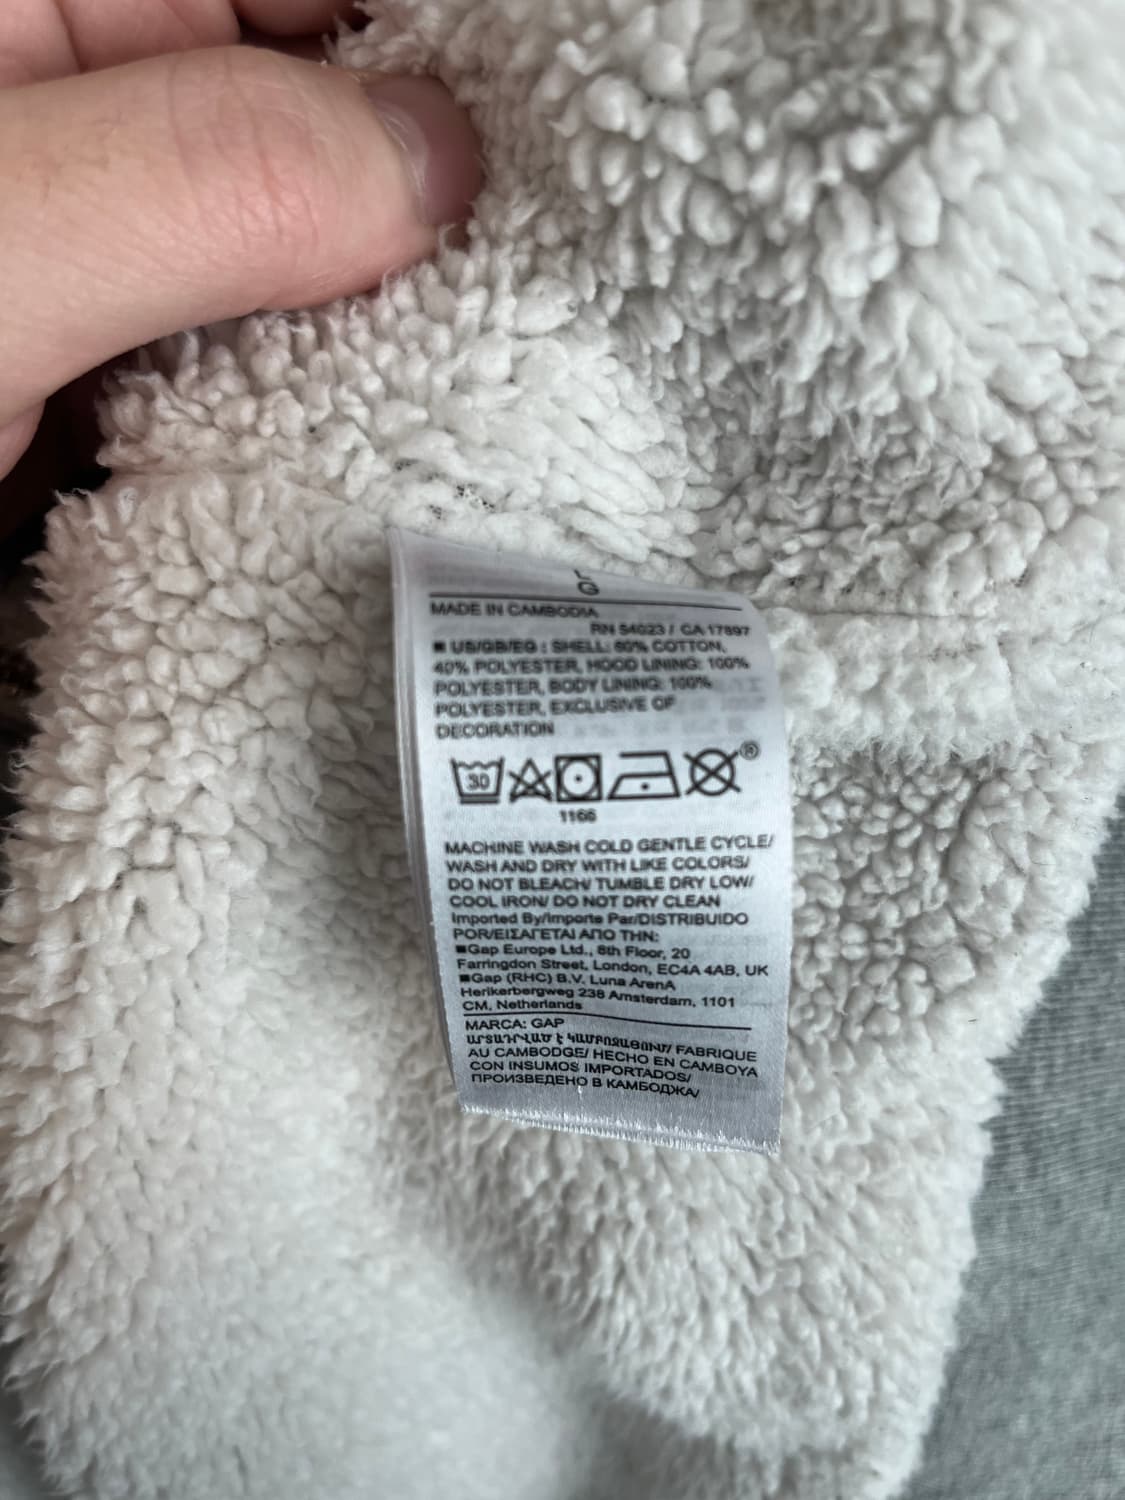 L
G
MADE IN CAMBODIA
RN 54023 / CA 17897
■ US/GB/EG : SHELL: 60% COTTON,
40% POLYESTER, HOOD LINING: 100%
POLYESTER, BODY LINING: 100%
POLYESTER, EXCLUSIVE OF
DECORATION
30 ®
1166
MACHINE WASH COLD GENTLE CYCLE/
WASH AND DRY WITH LIKE COLORS/
DO NOT BLEACH/ TUMBLE DRY LOW/
COOL IRON/ DO NOT DRY CLEAN
Imported By/Importe Par/DISTRIBUIDO
POR/ΕΙΣΑΓΕΤΑΙ ΑΠΟ ΤΗΝ:
■Gap Europe Ltd., 8th Floor, 20
Farringdon Street, London, EC4A 4AB, UK
■Gap (RHC) B.V. Luna ArenA
Herikerbergweg 238 Amsterdam, 1101
CM, Netherlands
MARCA: GAP
ԱՐՏԱԴՐՎԱԾ Է ԿԱՄԲՈՋԱՅՈՒՄ/ FABRIQUE
AU CAMBODGE/ HECHO EN CAMBOYA
CON INSUMOS IMPORTADOS/
ПРОИЗВЕДЕНО В КАМБОДЖА/